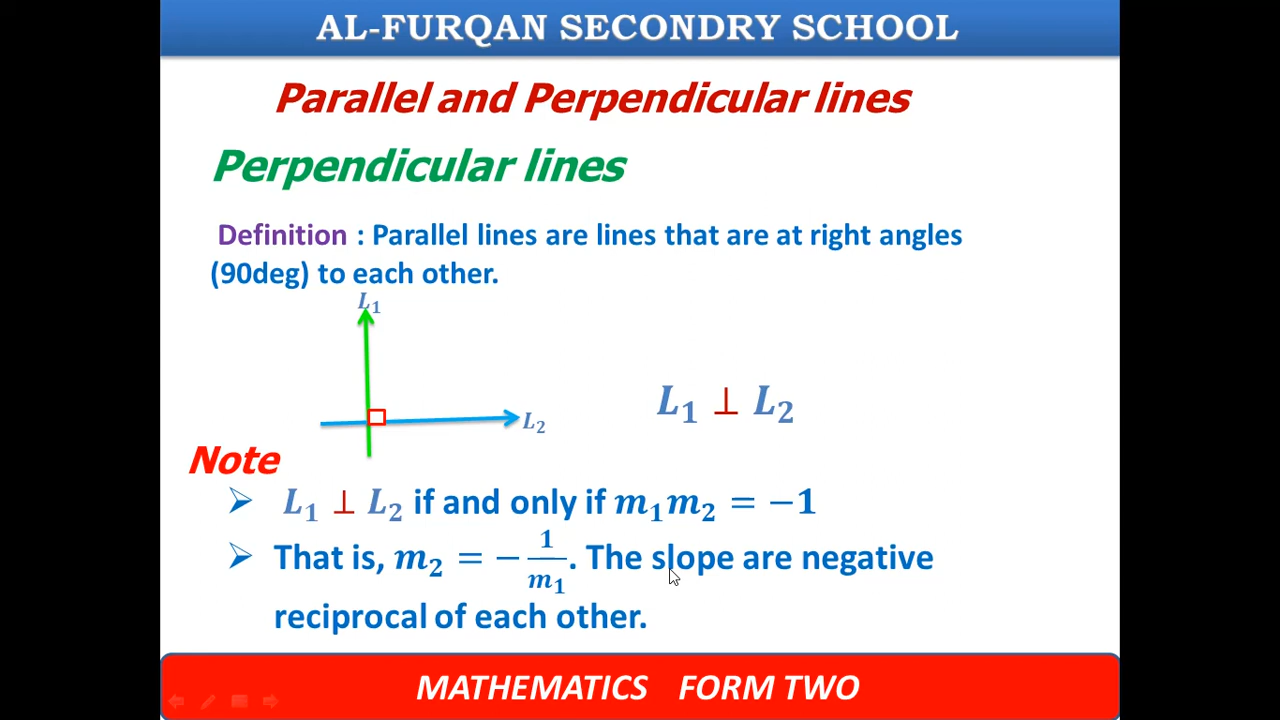 AL-FURQAN SECONDRY SCHOOL
Parallel and Perpendicular lines
Perpendicular lines
Definition : Parallel lines are lines that are at right angles
(90deg) to each other.
L₁
L₂
L₁ ⊥ L₂
Note
➢ L₁ ⊥ L₂ if and only if m₁m₂ = −1
➢ That is, m₂ = −1/m₁. The slope are negative
reciprocal of each other.
MATHEMATICS FORM TWO